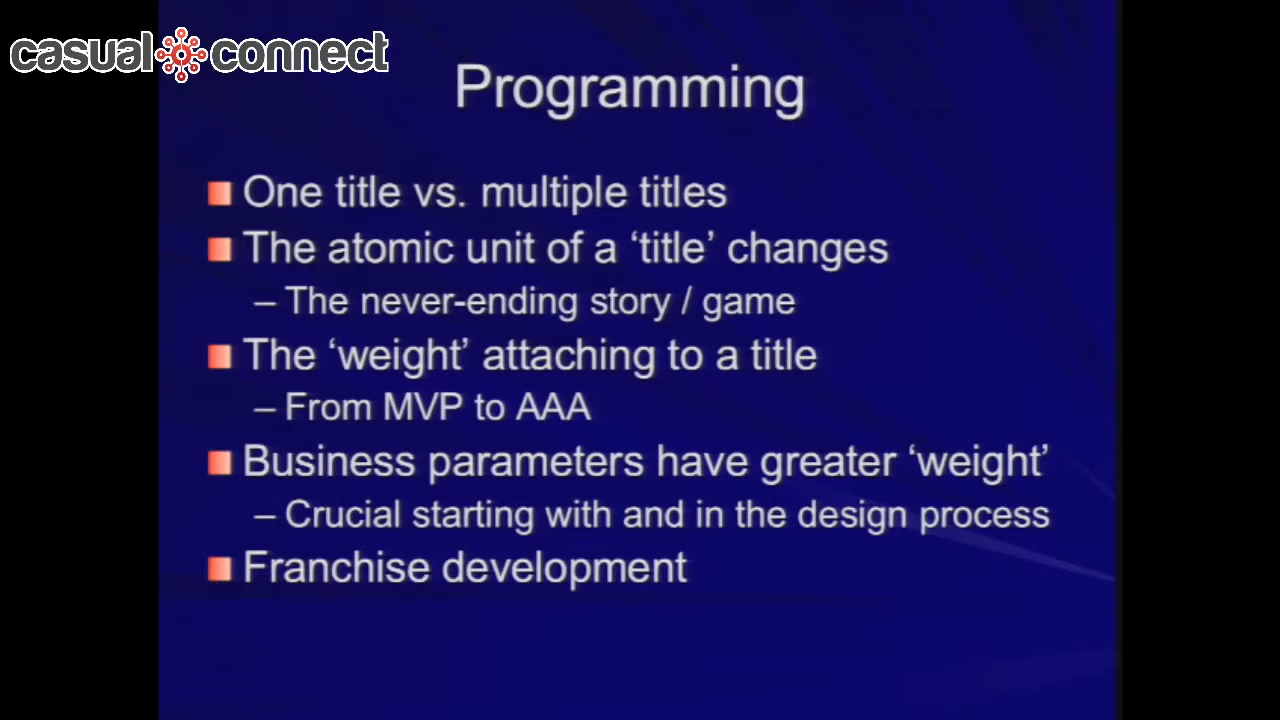 casual connect
Programming
One title vs. multiple titles
The atomic unit of a ‘title’ changes
– The never-ending story / game
The ‘weight’ attaching to a title
– From MVP to AAA
Business parameters have greater ‘weight’
– Crucial starting with and in the design process
Franchise development